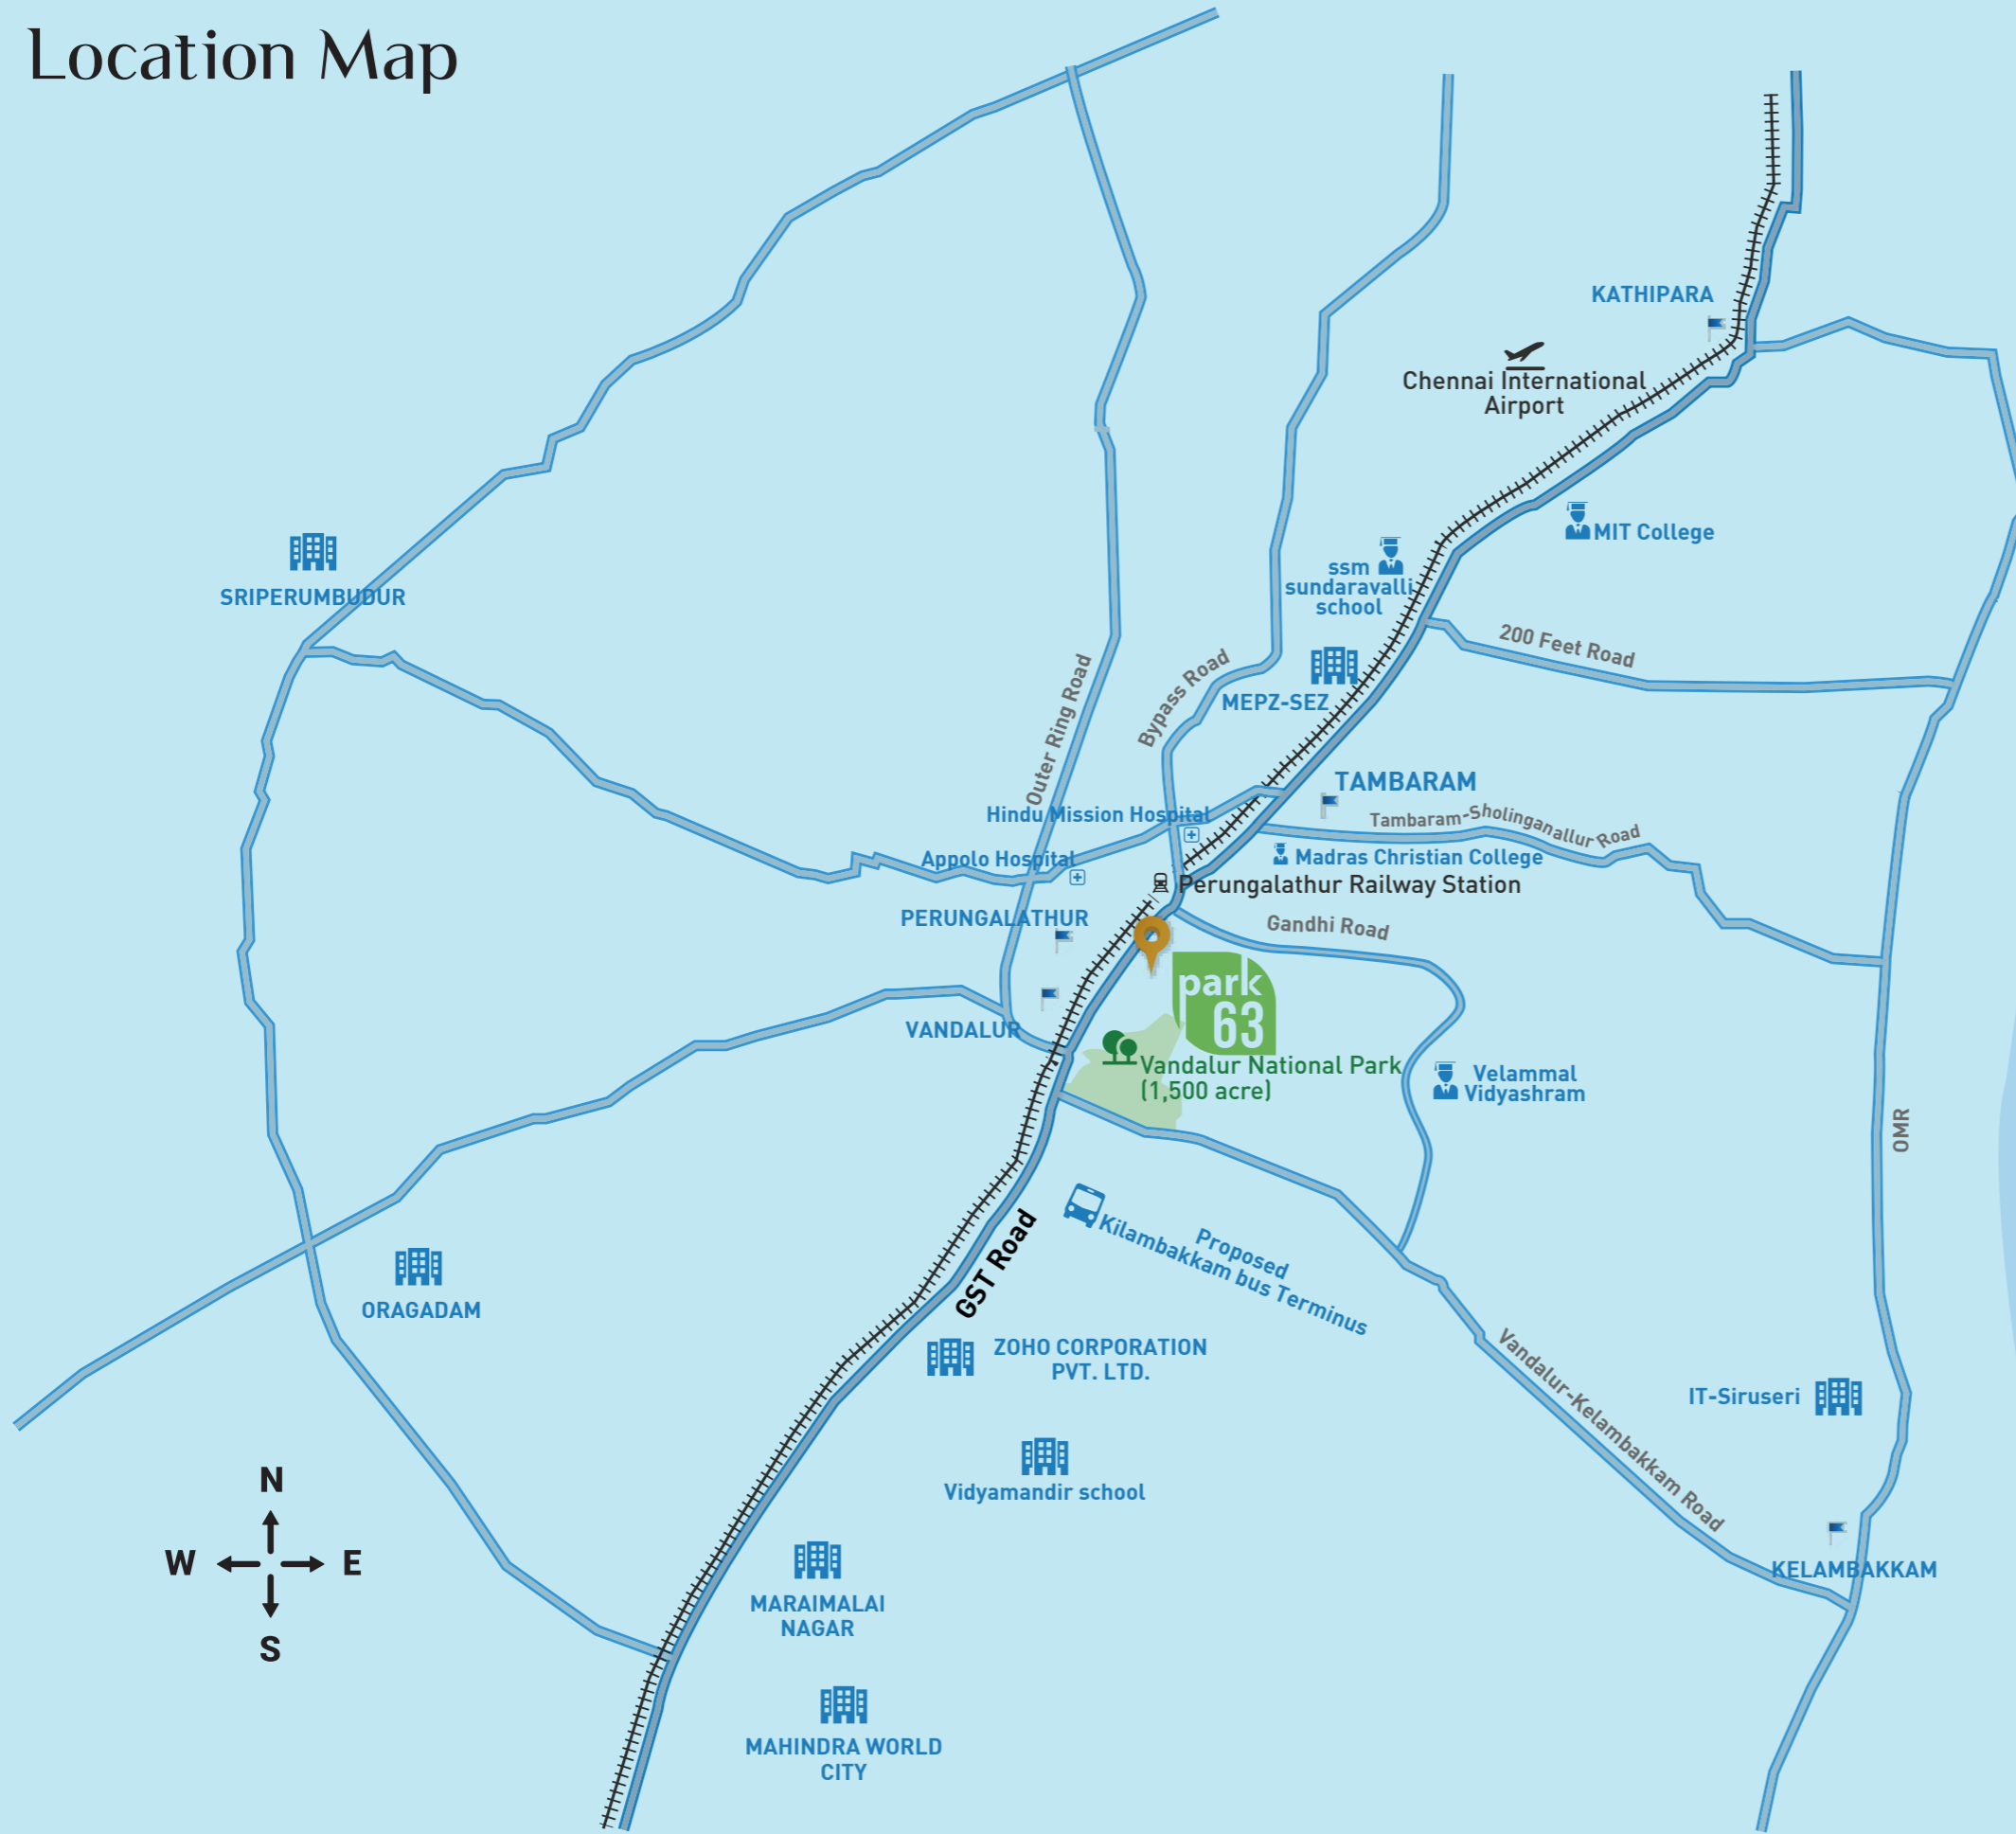 Location Map
KATHIPARA
Chennai International
Airport
MIT College
ssm
sundaravalli
school
SRIPERUMBUDUR
200 Feet Road
Outer Ring Road
Bypass Road
MEPZ-SEZ
TAMBARAM
Hindu Mission Hospital
Tambaram-Sholinganallur Road
Appolo Hospital
Madras Christian College
Perungalathur Railway Station
PERUNGALATHUR
Gandhi Road
park
63
VANDALUR
Vandalur National Park
(1,500 acre)
Velammal
Vidyashram
OMR
GST Road
Proposed
Kilambakkam bus Terminus
ORAGADAM
ZOHO CORPORATION
PVT. LTD.
Vandalur-Kelambakkam Road
IT-Siruseri
Vidyamandir school
N
W
E
S
KELAMBAKKAM
MARAIMALAI
NAGAR
MAHINDRA WORLD
CITY